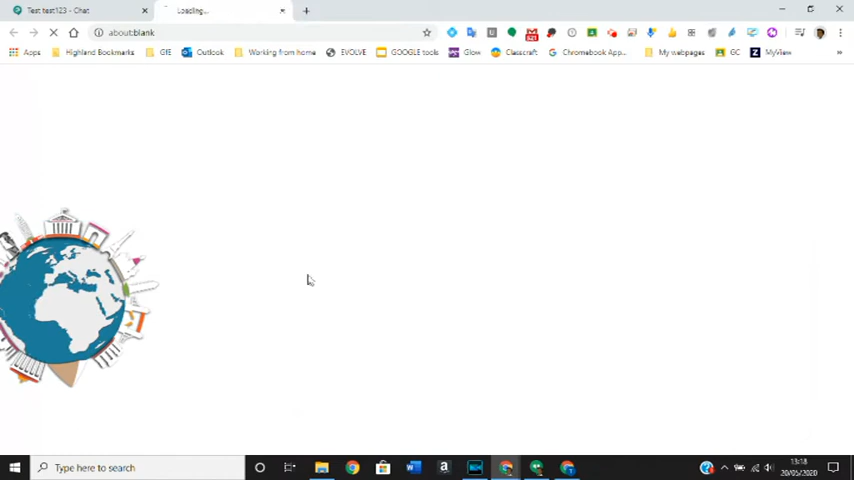 Test test123 - Chat
Loading...
about:blank
Apps
Highland Bookmarks
GfE
Outlook
Working from home
EVOLVE
GOOGLE tools
Glow
Classcraft
Chromebook App...
My webpages
GC
MyView
»
Type here to search
13:18
20/05/2020